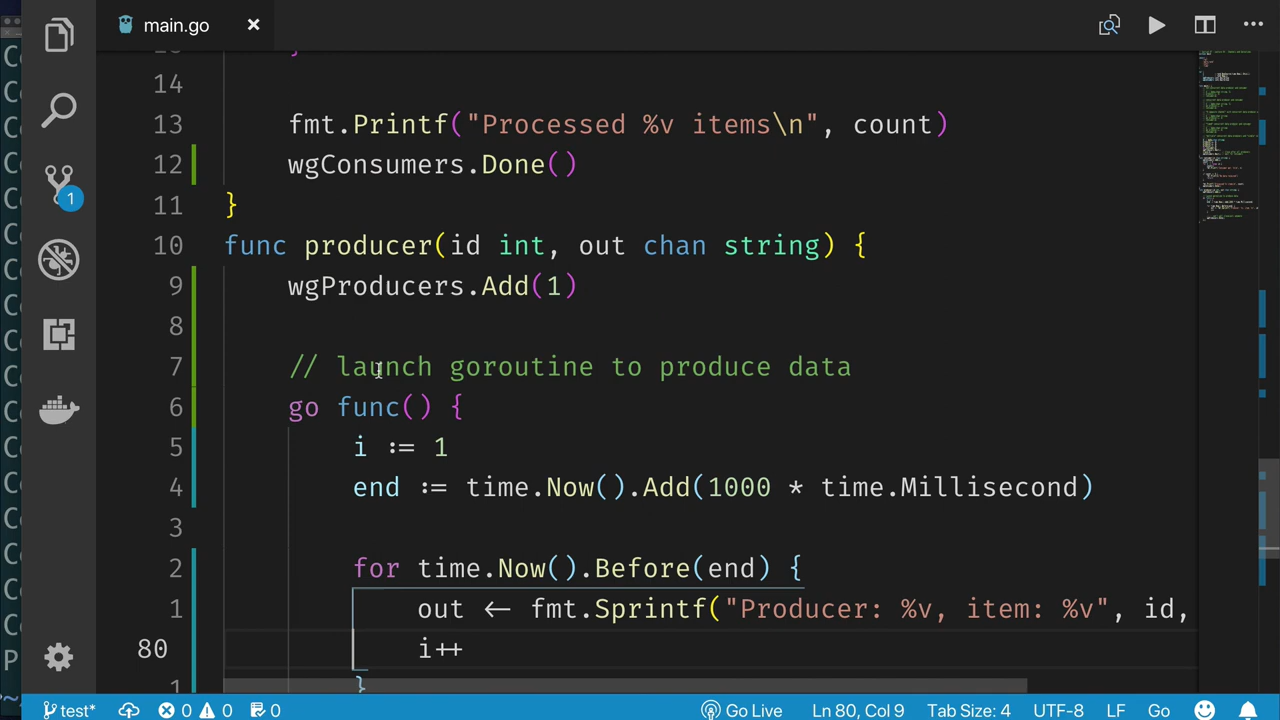 main.go
14
13 fmt.Printf("Processed %v items\n", count)
12 wgConsumers.Done()
11 }
10 func producer(id int, out chan string) {
9 wgProducers.Add(1)
8
7 // launch goroutine to produce data
6 go func() {
5 i := 1
4 end := time.Now().Add(1000 * time.Millisecond)
3
2 for time.Now().Before(end) {
1 out <- fmt.Sprintf("Producer: %v, item: %v", id,
80 i++
1 }
1
test* 0 0 0 Go Live Ln 80, Col 9 Tab Size: 4 UTF-8 LF Go